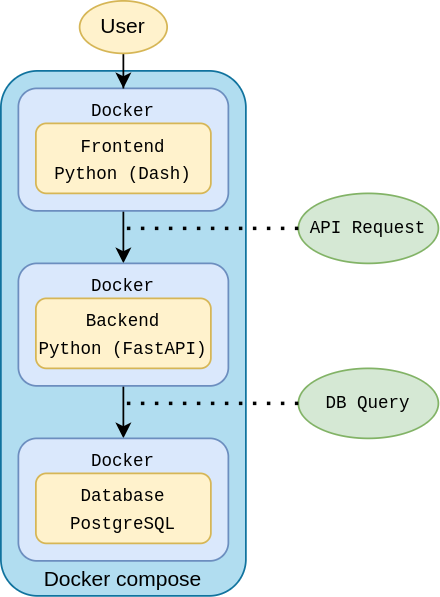 User
Docker
Frontend
Python (Dash)
API Request
Docker
Backend
Python (FastAPI)
DB Query
Docker
Database
PostgreSQL
Docker compose